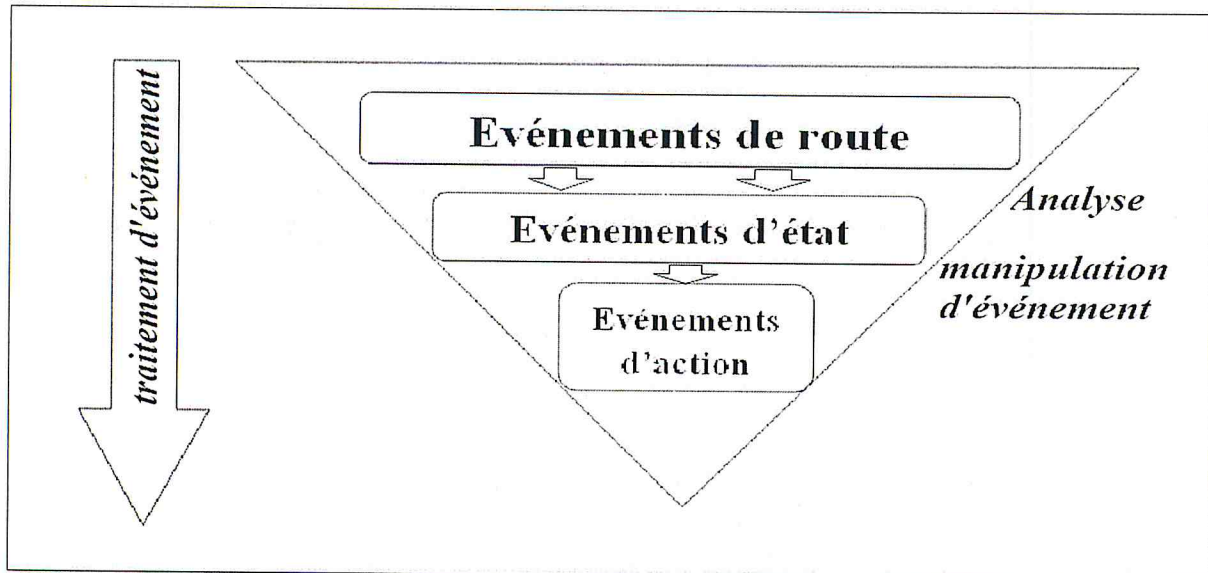 traitement d'événement
Evénements de route
Evénements d'état
Evénements
d'action
Analyse
manipulation
d'événement